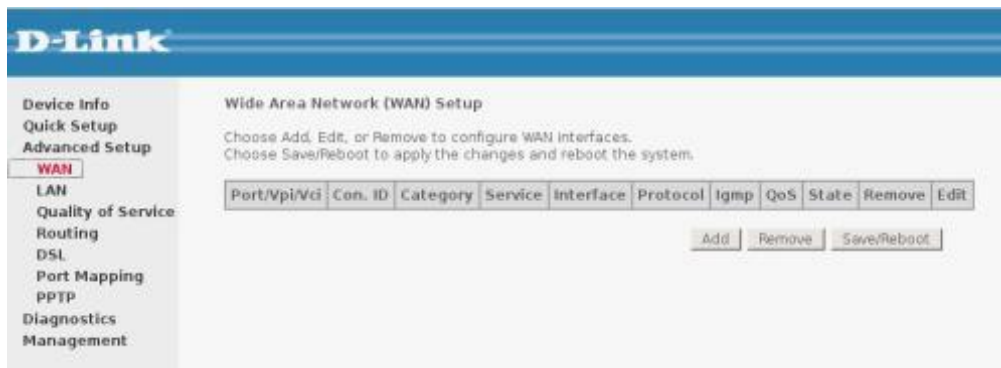 D-Link
Device Info
Quick Setup
Advanced Setup
WAN
LAN
Quality of Service
Routing
DSL
Port Mapping
PPTP
Diagnostics
Management
Wide Area Network (WAN) Setup
Choose Add, Edit, or Remove to configure WAN interfaces.
Choose Save/Reboot to apply the changes and reboot the system.
Port/Vpi/Vci Con. ID Category Service Interface Protocol Igmp QoS State Remove Edit
Add Remove Save/Reboot